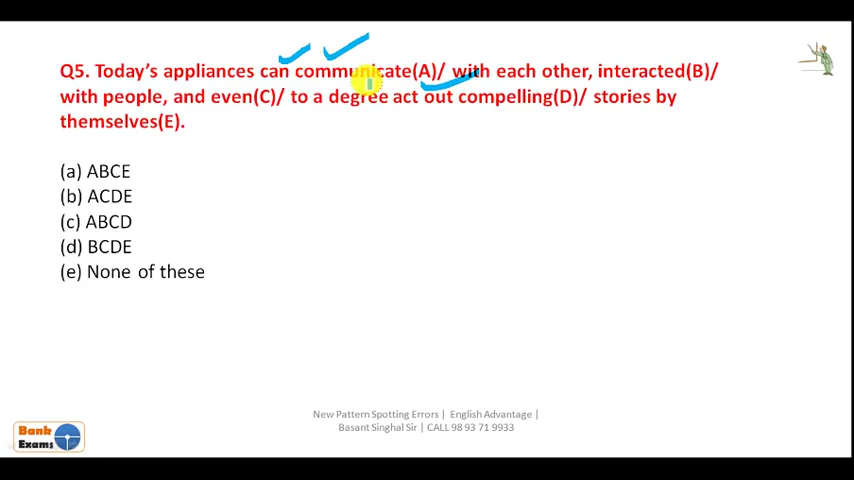 Q5. Today's appliances can communicate(A)/ with each other, interacted(B)/
with people, and even(C)/ to a degree act out compelling(D)/ stories by
themselves(E).
(a) ABCE
(b) ACDE
(c) ABCD
(d) BCDE
(e) None of these
New Pattern Spotting Errors | English Advantage |
Basant Singhal Sir | CALL 98 93 71 9933
Bank
Exams